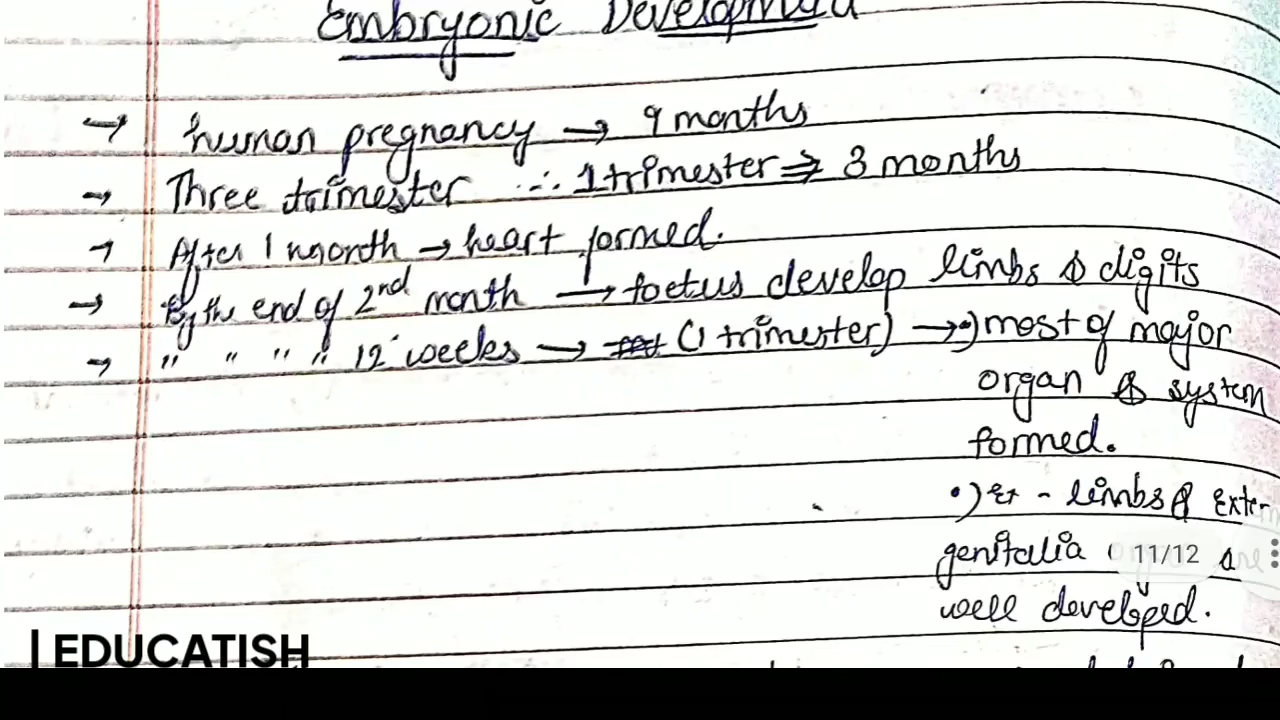 Embryonic Development
→ human pregnancy → 9 months
→ Three trimester ∴ 1 trimester ⇒ 3 months
→ After 1 month → heart formed.
→ By the end of 2nd month → foetus develop limbs & digits
→ " " " " 12 weeks → (1 trimester) → •) most of major
organ & system
formed.
•) - limbs & exter-
genitalia
well developed.
11/12
| EDUCATISH